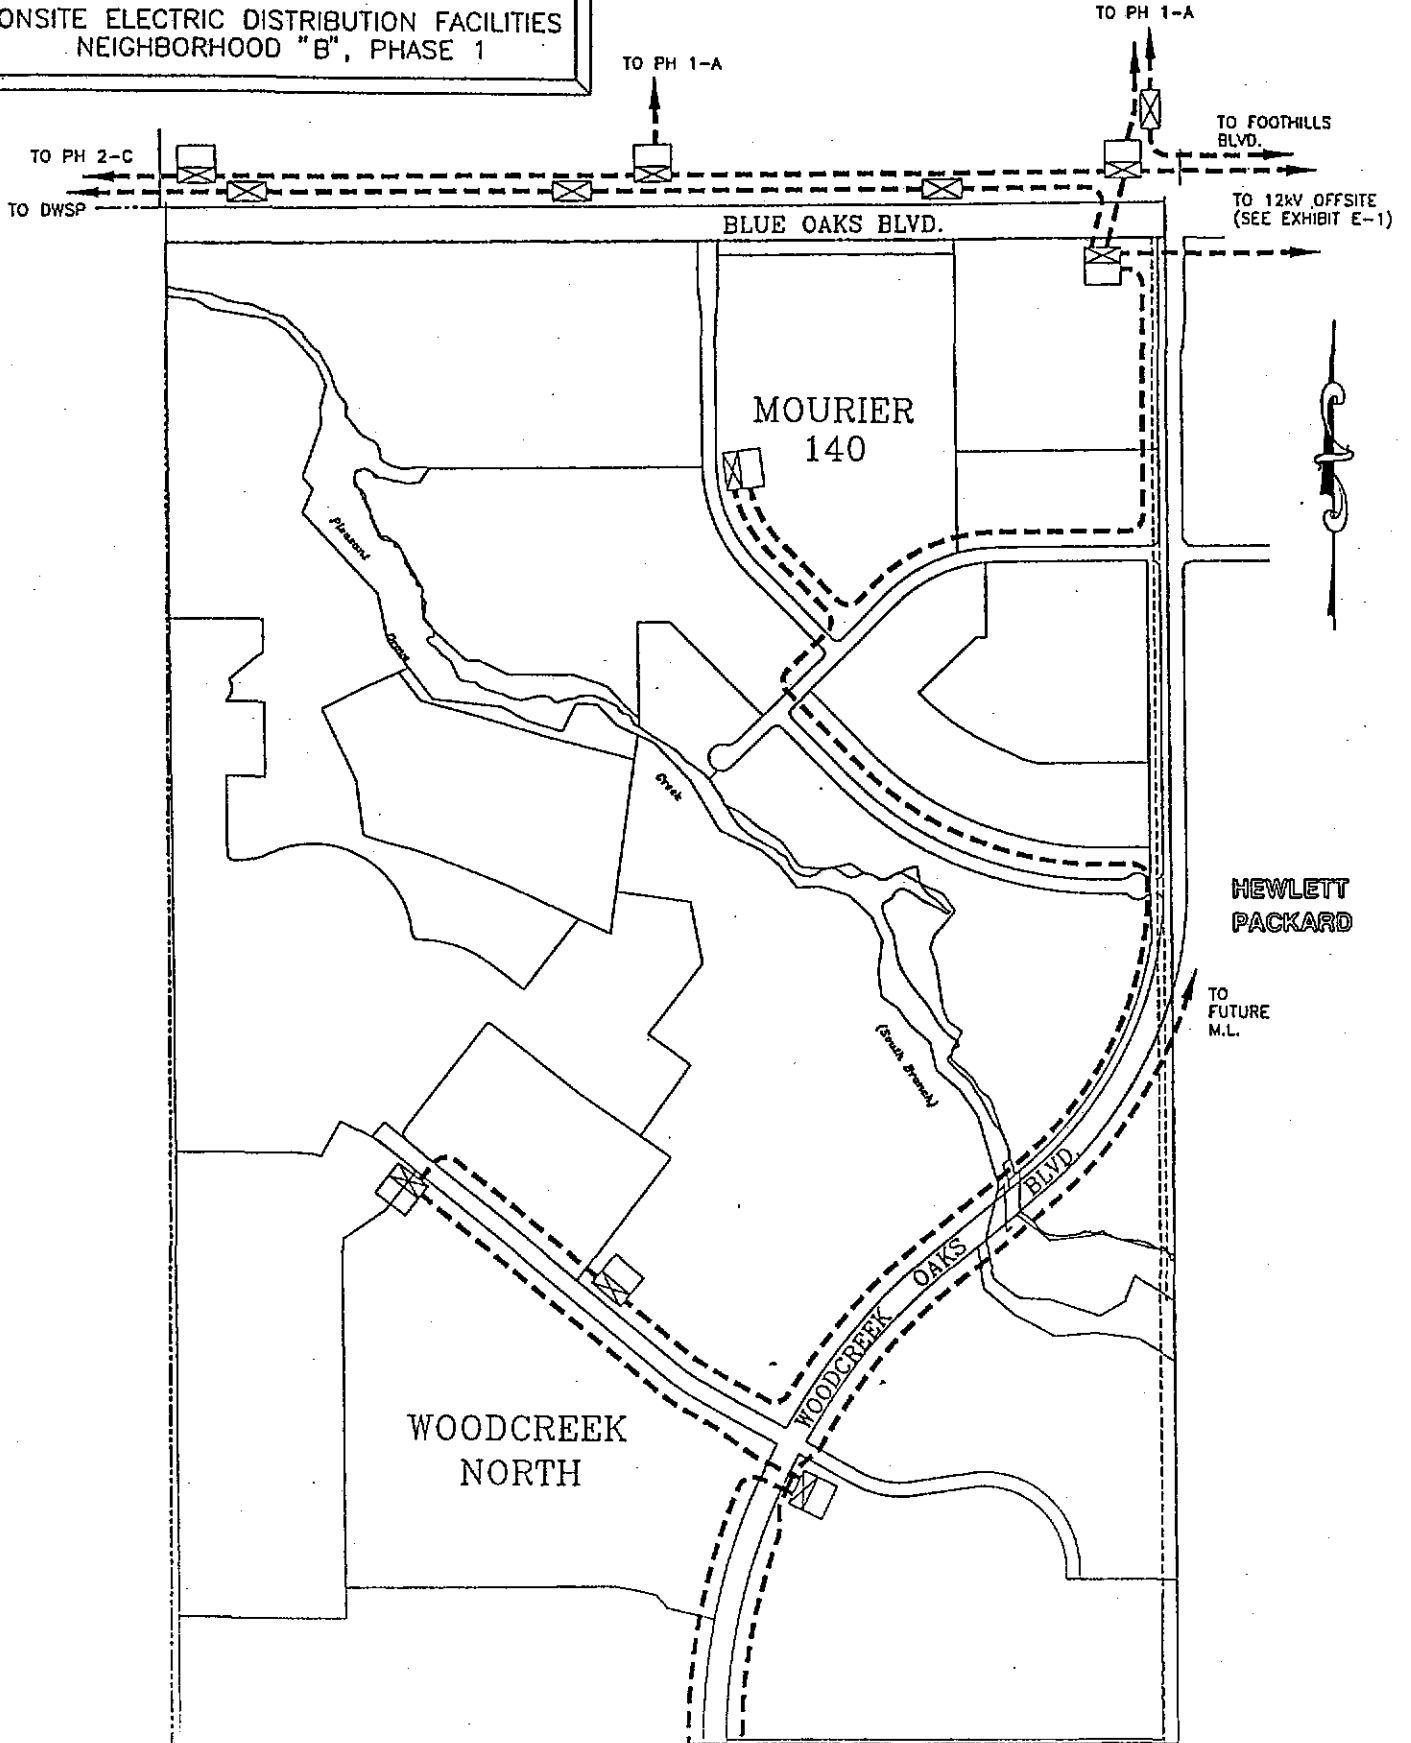 ONSITE ELECTRIC DISTRIBUTION FACILITIES
NEIGHBORHOOD "B", PHASE 1
TO PH 1-A
TO PH 1-A
TO FOOTHILLS
BLVD.
TO PH 2-C
TO DWSP
TO 12kV OFFSITE
(SEE EXHIBIT E-1)
BLUE OAKS BLVD.
MOURIER
140
Pleasant
Grove
Creek
HEWLETT
PACKARD
TO
FUTURE
M.L.
(South Branch)
WOODCREEK OAKS BLVD.
WOODCREEK
NORTH